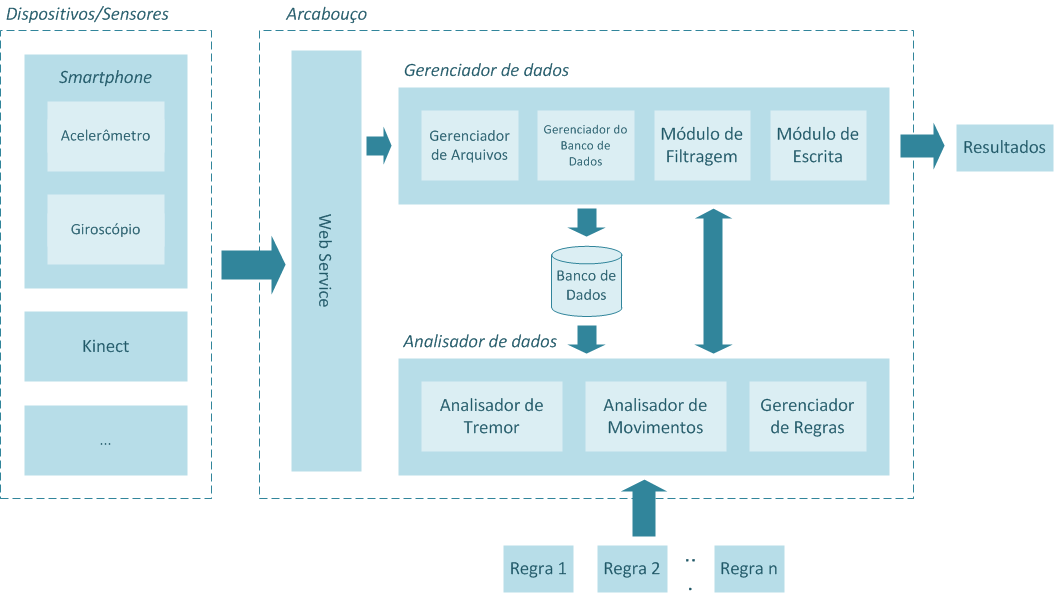 Dispositivos/Sensores
Smartphone
Acelerômetro
Giroscópio
Kinect
...
Arcabouço
Web Service
Gerenciador de dados
Gerenciador
de Arquivos
Gerenciador do
Banco de
Dados
Módulo de
Filtragem
Módulo de
Escrita
Banco de
Dados
Analisador de dados
Analisador de
Tremor
Analisador de
Movimentos
Gerenciador
de Regras
Resultados
Regra 1
Regra 2
..
.
Regra n